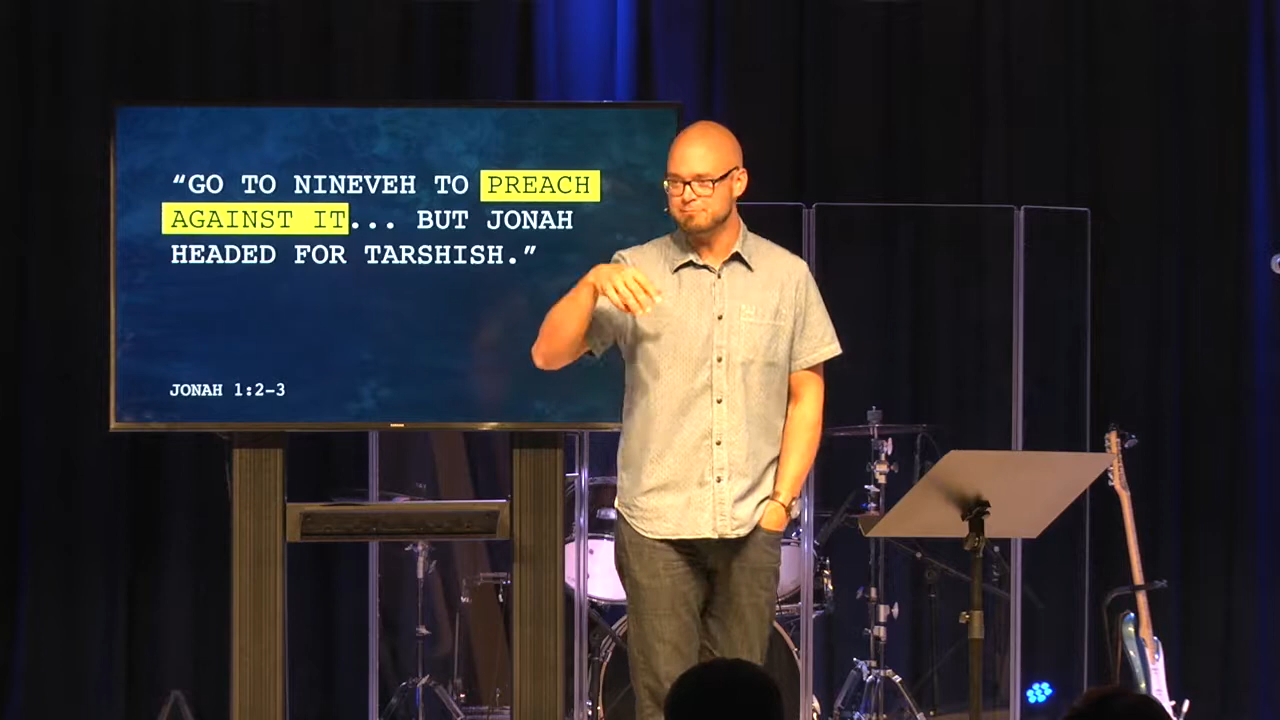 “GO TO NINEVEH TO PREACH
AGAINST IT... BUT JONAH
HEADED FOR TARSHISH.”
JONAH 1:2-3